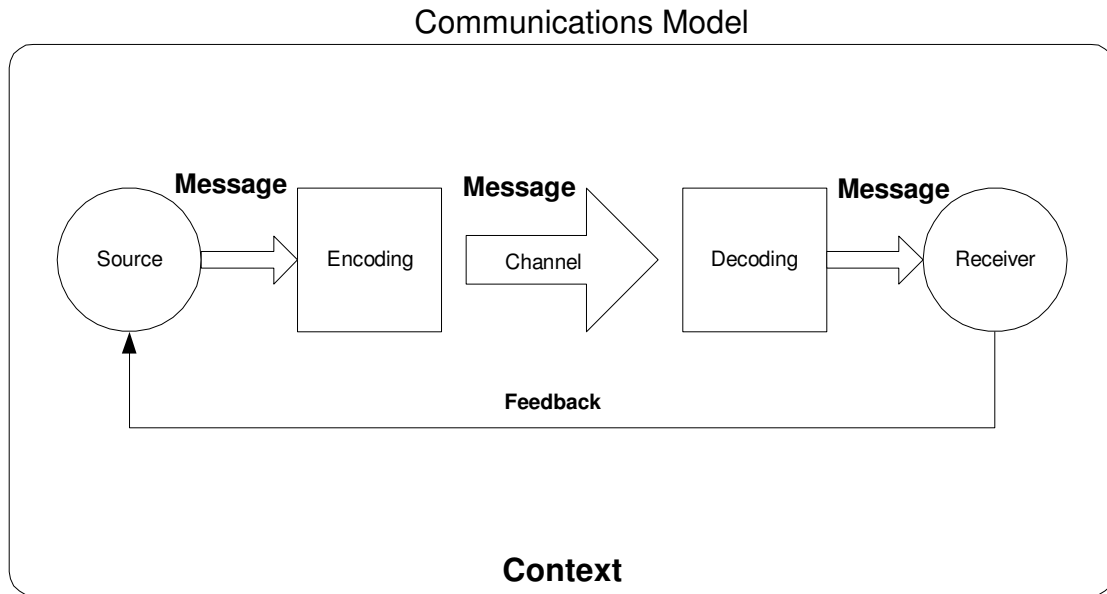 Communications Model
Message
Message
Message
Source
Encoding
Channel
Decoding
Receiver
Feedback
Context